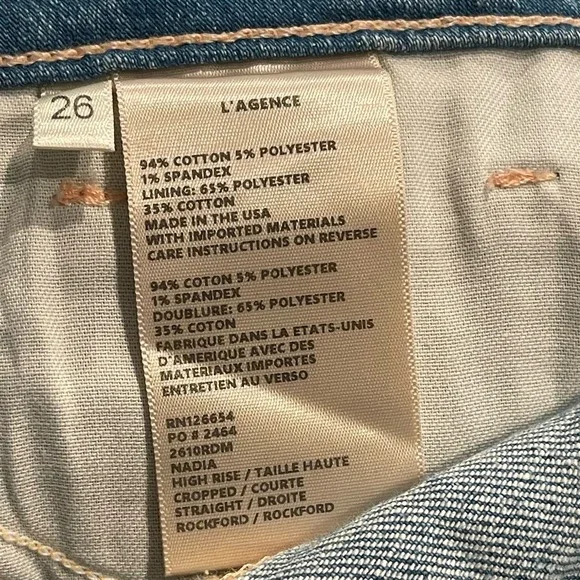 26
L'AGENCE
94% COTTON 5% POLYESTER
1% SPANDEX
LINING: 65% POLYESTER
35% COTTON
MADE IN THE USA
WITH IMPORTED MATERIALS
CARE INSTRUCTIONS ON REVERSE
94% COTON 5% POLYESTER
1% SPANDEX
DOUBLURE: 65% POLYESTER
35% COTON
FABRIQUE DANS LA ETATS-UNIS
D'AMERIQUE AVEC DES
MATERIAUX IMPORTES
ENTRETIEN AU VERSO
RN126654
PO # 2464
2610RDM
NADIA
HIGH RISE / TAILLE HAUTE
CROPPED / COURTE
STRAIGHT / DROITE
ROCKFORD / ROCKFORD